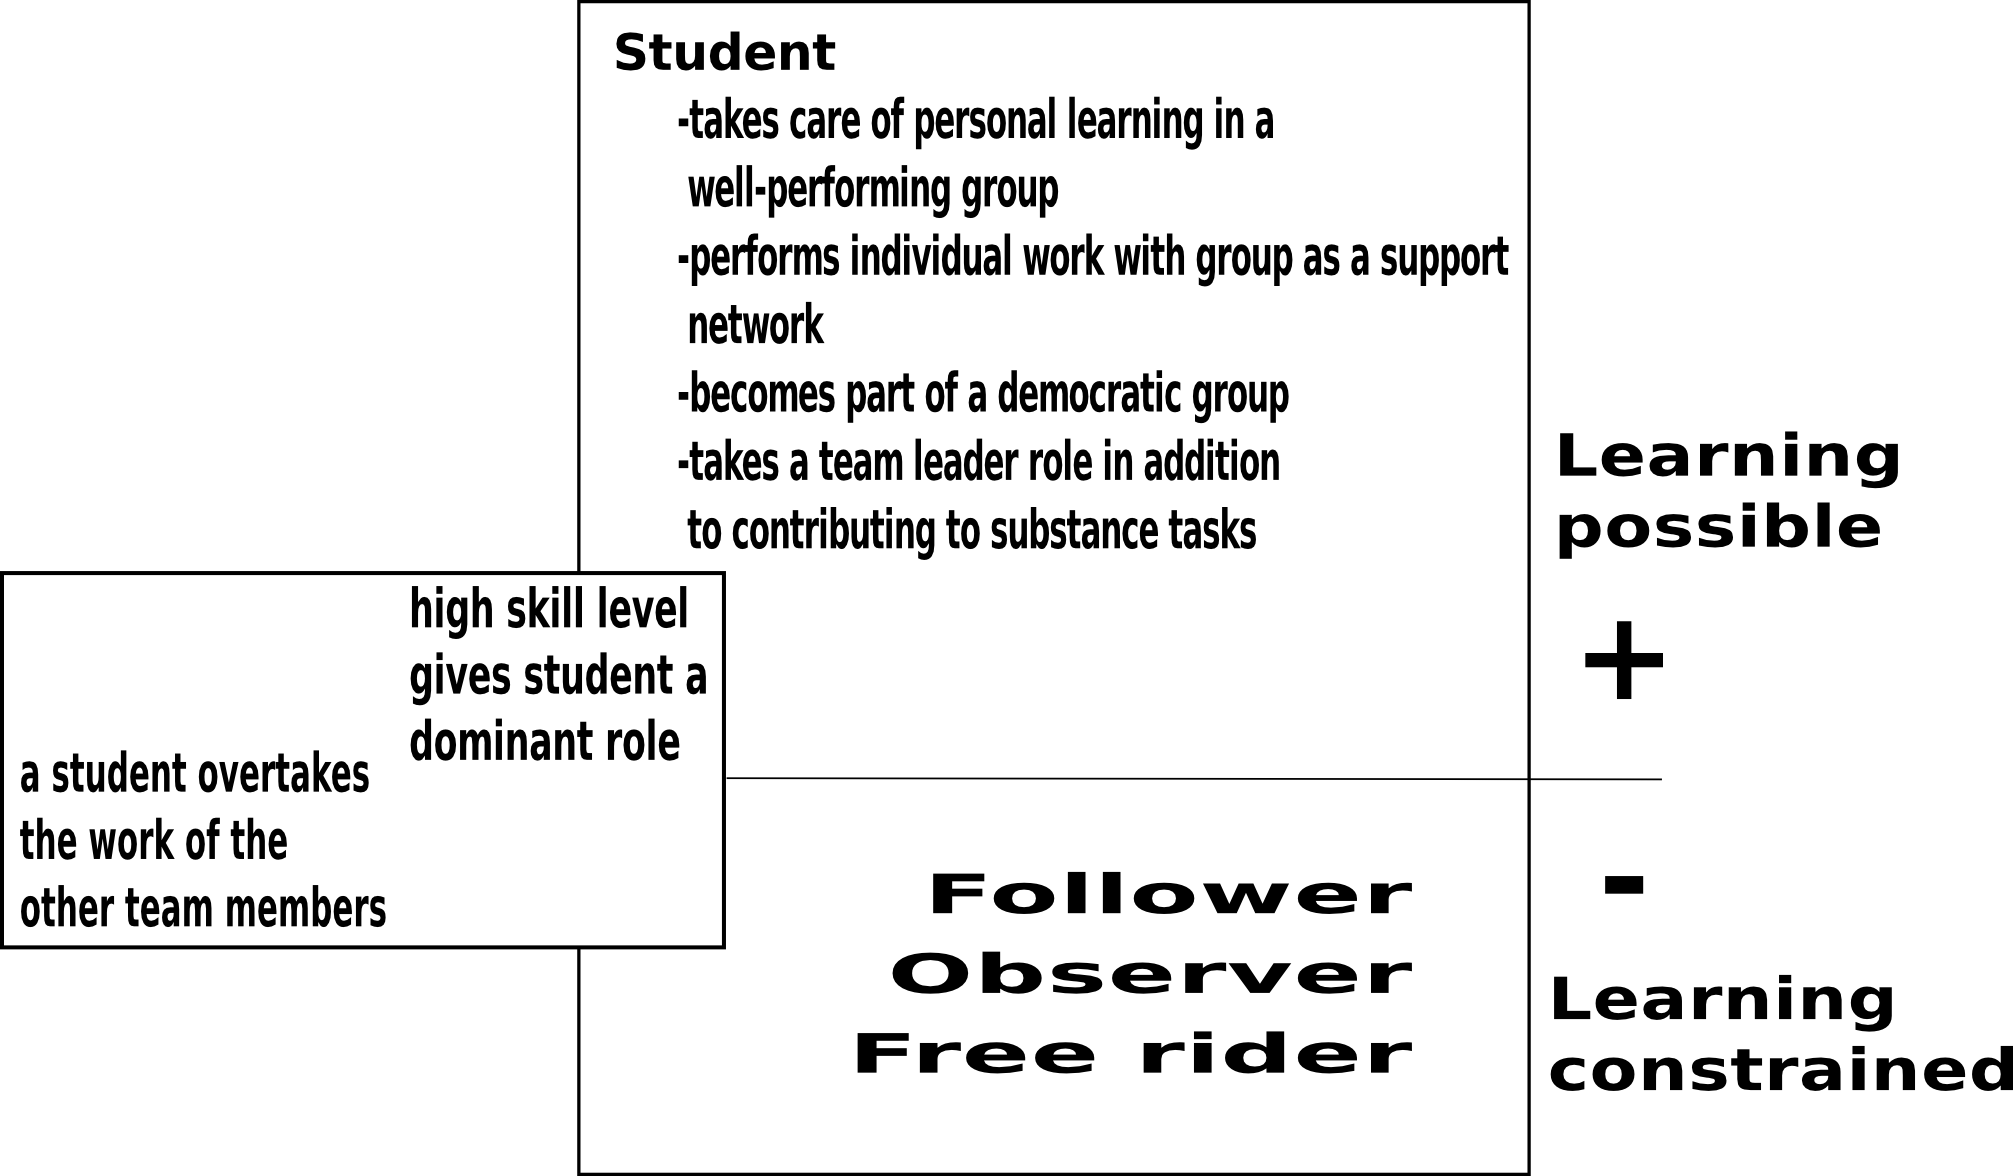 Student
-takes care of personal learning in a
well-performing group
-performs individual work with group as a support
network
-becomes part of a democratic group
-takes a team leader role in addition
to contributing to substance tasks
high skill level
gives student a
dominant role
a student overtakes
the work of the
other team members
Learning
possible
+
-
Learning
constrained
Follower
Observer
Free rider